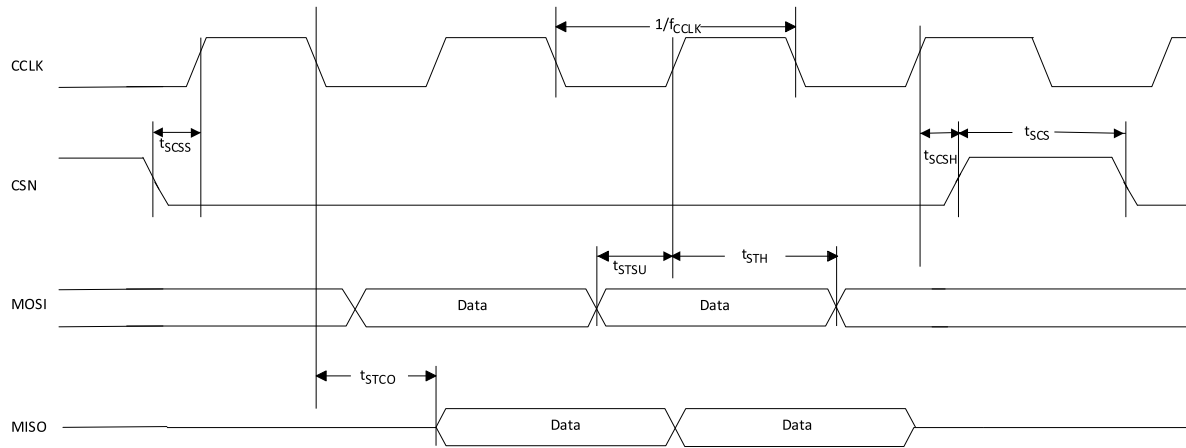 1/fCCLK
CCLK
tSCSS
tSCSH
tSCS
CSN
tSTSU
tSTH
MOSI
Data
Data
tSTCO
MISO
Data
Data